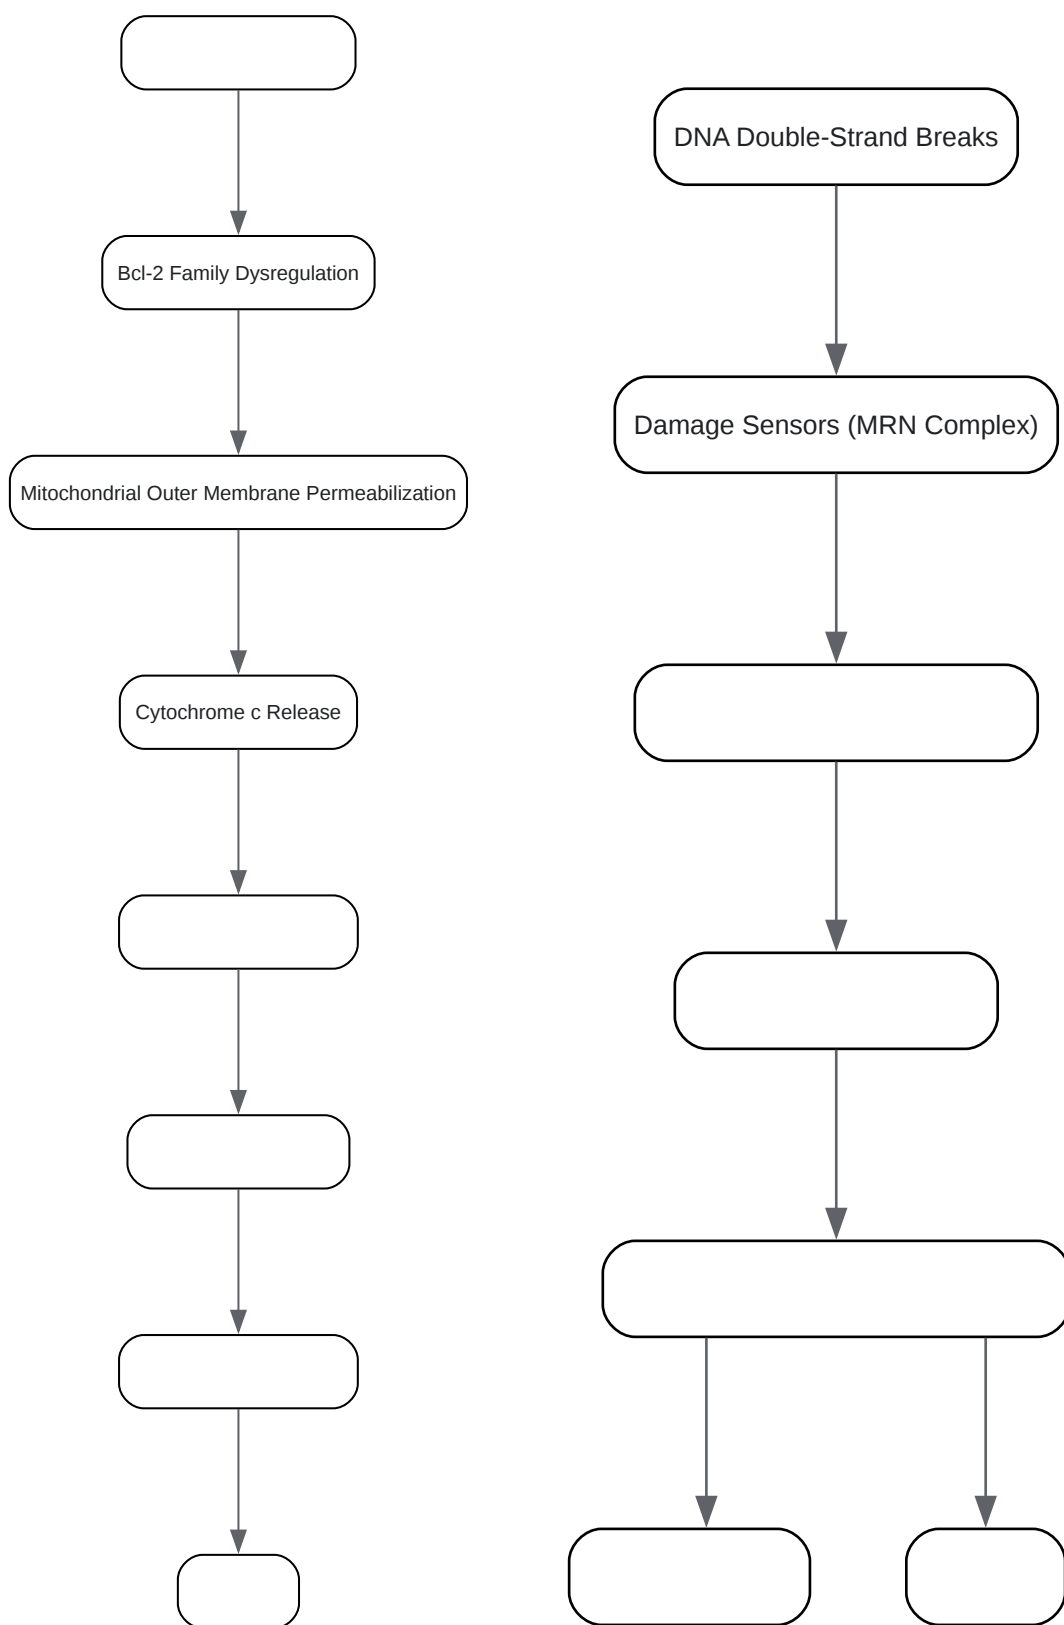 DNA Double-Strand Breaks
Bcl-2 Family Dysregulation
Damage Sensors (MRN Complex)
Mitochondrial Outer Membrane Permeabilization
Cytochrome c Release